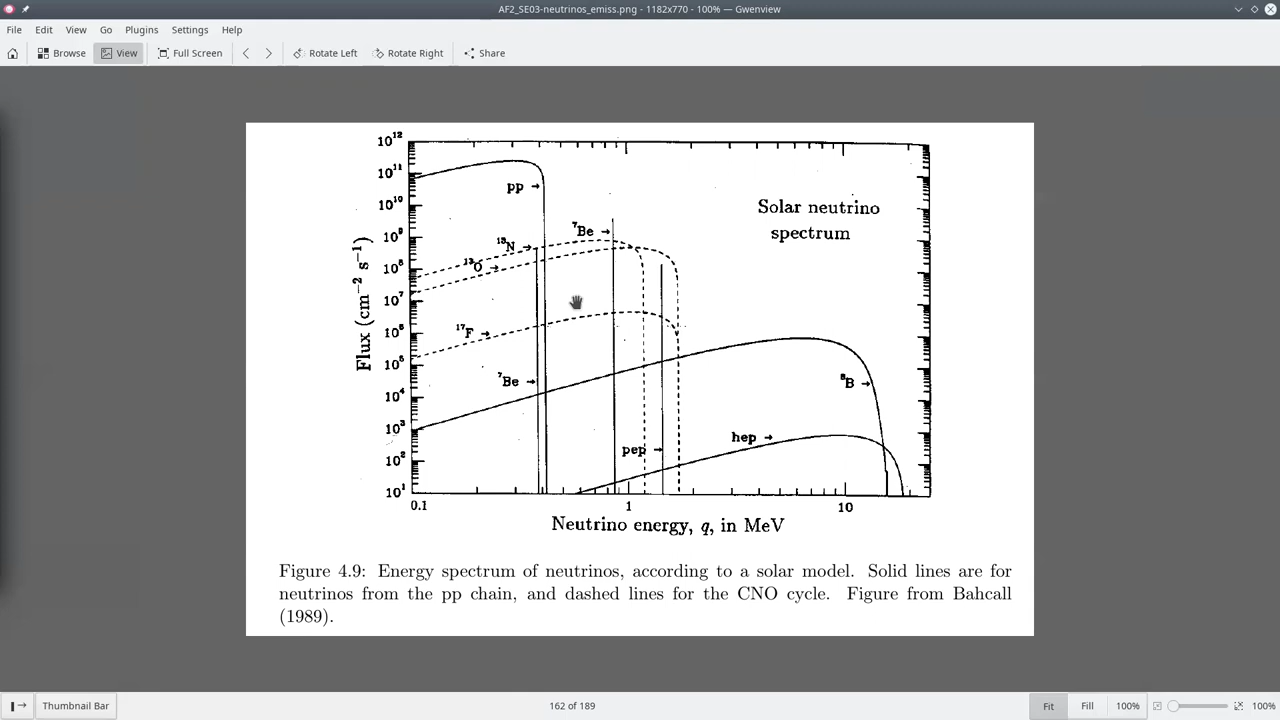 AF2_SE03-neutrinos_emiss.png - 1182x770 - 100% — Gwenview
File Edit View Go Plugins Settings Help
Browse View Full Screen Rotate Left Rotate Right Share
10¹²
10¹¹
10¹⁰
10⁹
10⁸
10⁷
10⁶
10⁵
10⁴
10³
10²
10¹
Flux (cm⁻² s⁻¹)
pp →
Solar neutrino
spectrum
⁷Be →
¹³N →
O →
¹⁷F →
⁷Be →
⁸B →
hep →
pep →
0.1 1 10
Neutrino energy, q, in MeV
Figure 4.9: Energy spectrum of neutrinos, according to a solar model. Solid lines are for
neutrinos from the pp chain, and dashed lines for the CNO cycle. Figure from Bahcall
(1989).
Thumbnail Bar 162 of 189 Fit Fill 100% 100%